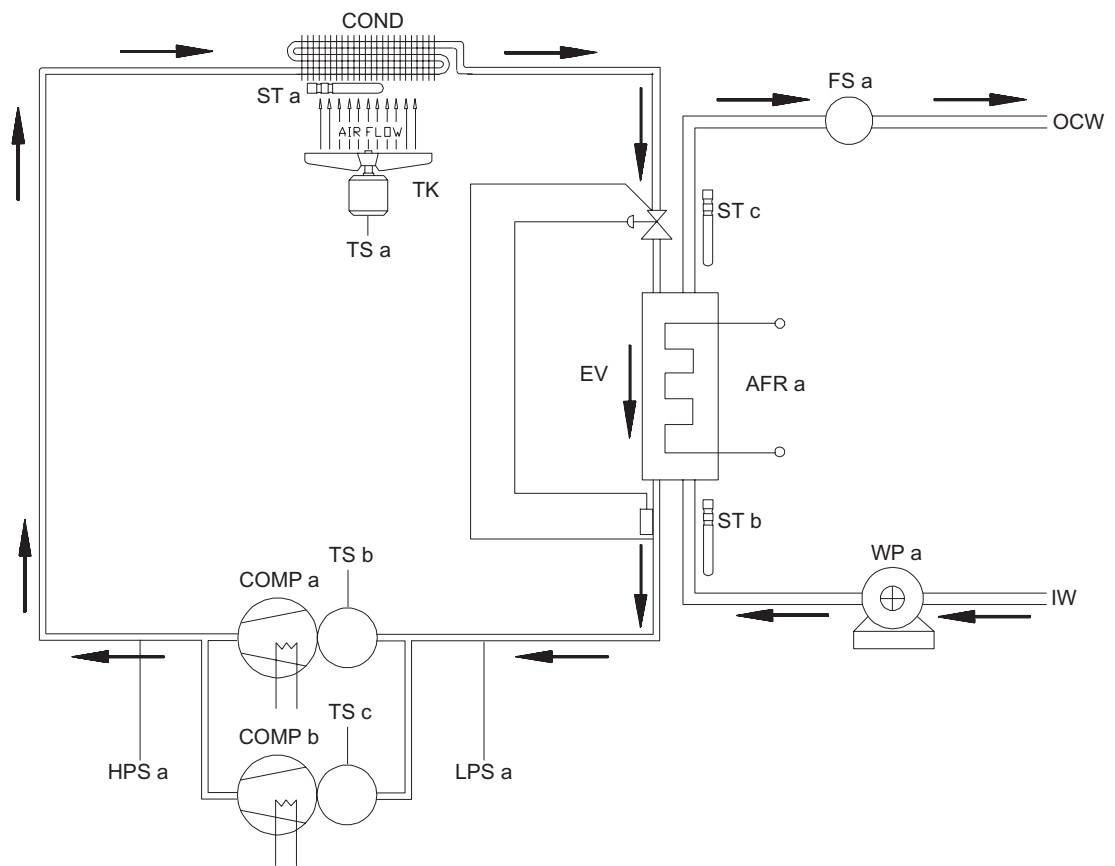 COND
ST a
AIR FLOW
TK
TS a
FS a
OCW
ST c
EV
AFR a
ST b
WP a
IW
TS b
COMP a
TS c
COMP b
HPS a
LPS a